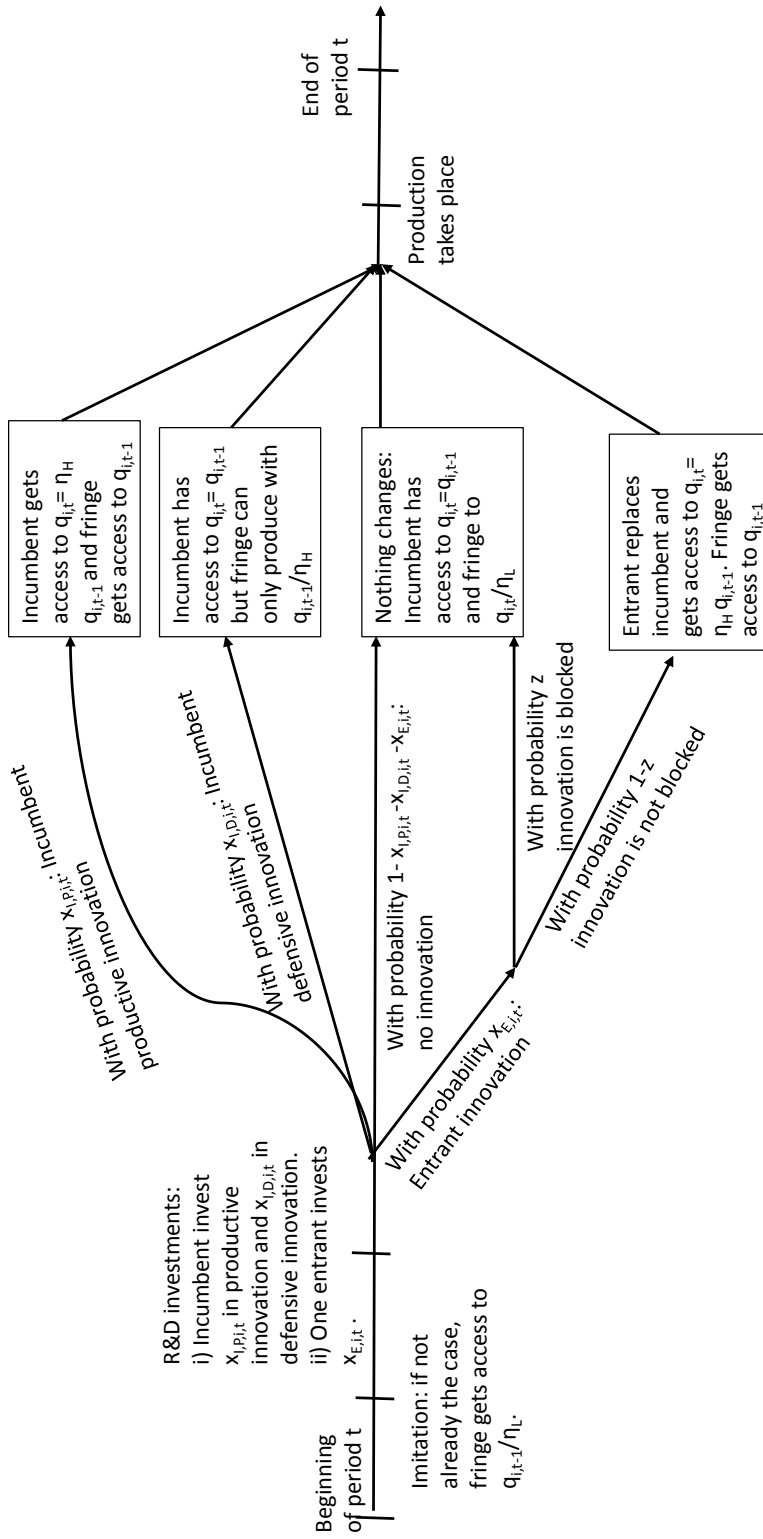 Beginning
of period t
Imitation: if not
already the case,
fringe gets access to
q_{i,t-1}/η_L.
R&D investments:
i) Incumbent invest
x_{I,P,i,t} in productive
innovation and x_{I,D,i,t} in
defensive innovation.
ii) One entrant invests
x_{E,i,t}.
With probability x_{I,P,i,t}: Incumbent
productive innovation
With probability x_{I,D,i,t}: Incumbent
defensive innovation
With probability 1- x_{I,P,i,t} -x_{I,D,i,t} -x_{E,i,t}:
no innovation
With probability x_{E,i,t}:
Entrant innovation
With probability z
innovation is blocked
With probability 1-z
innovation is not blocked
Incumbent gets
access to q_{i,t}= η_H
q_{i,t-1} and fringe
gets access to q_{i,t-1}
Incumbent has
access to q_{i,t}= q_{i,t-1}
but fringe can
only produce with
q_{i,t-1}/η_H
Nothing changes:
Incumbent has
access to q_{i,t}=q_{i,t-1}
and fringe to
q_{i,t}/η_L
Entrant replaces
incumbent and
gets access to q_{i,t}=
η_H q_{i,t-1}. Fringe gets
access to q_{i,t-1}
Production
takes place
End of
period t